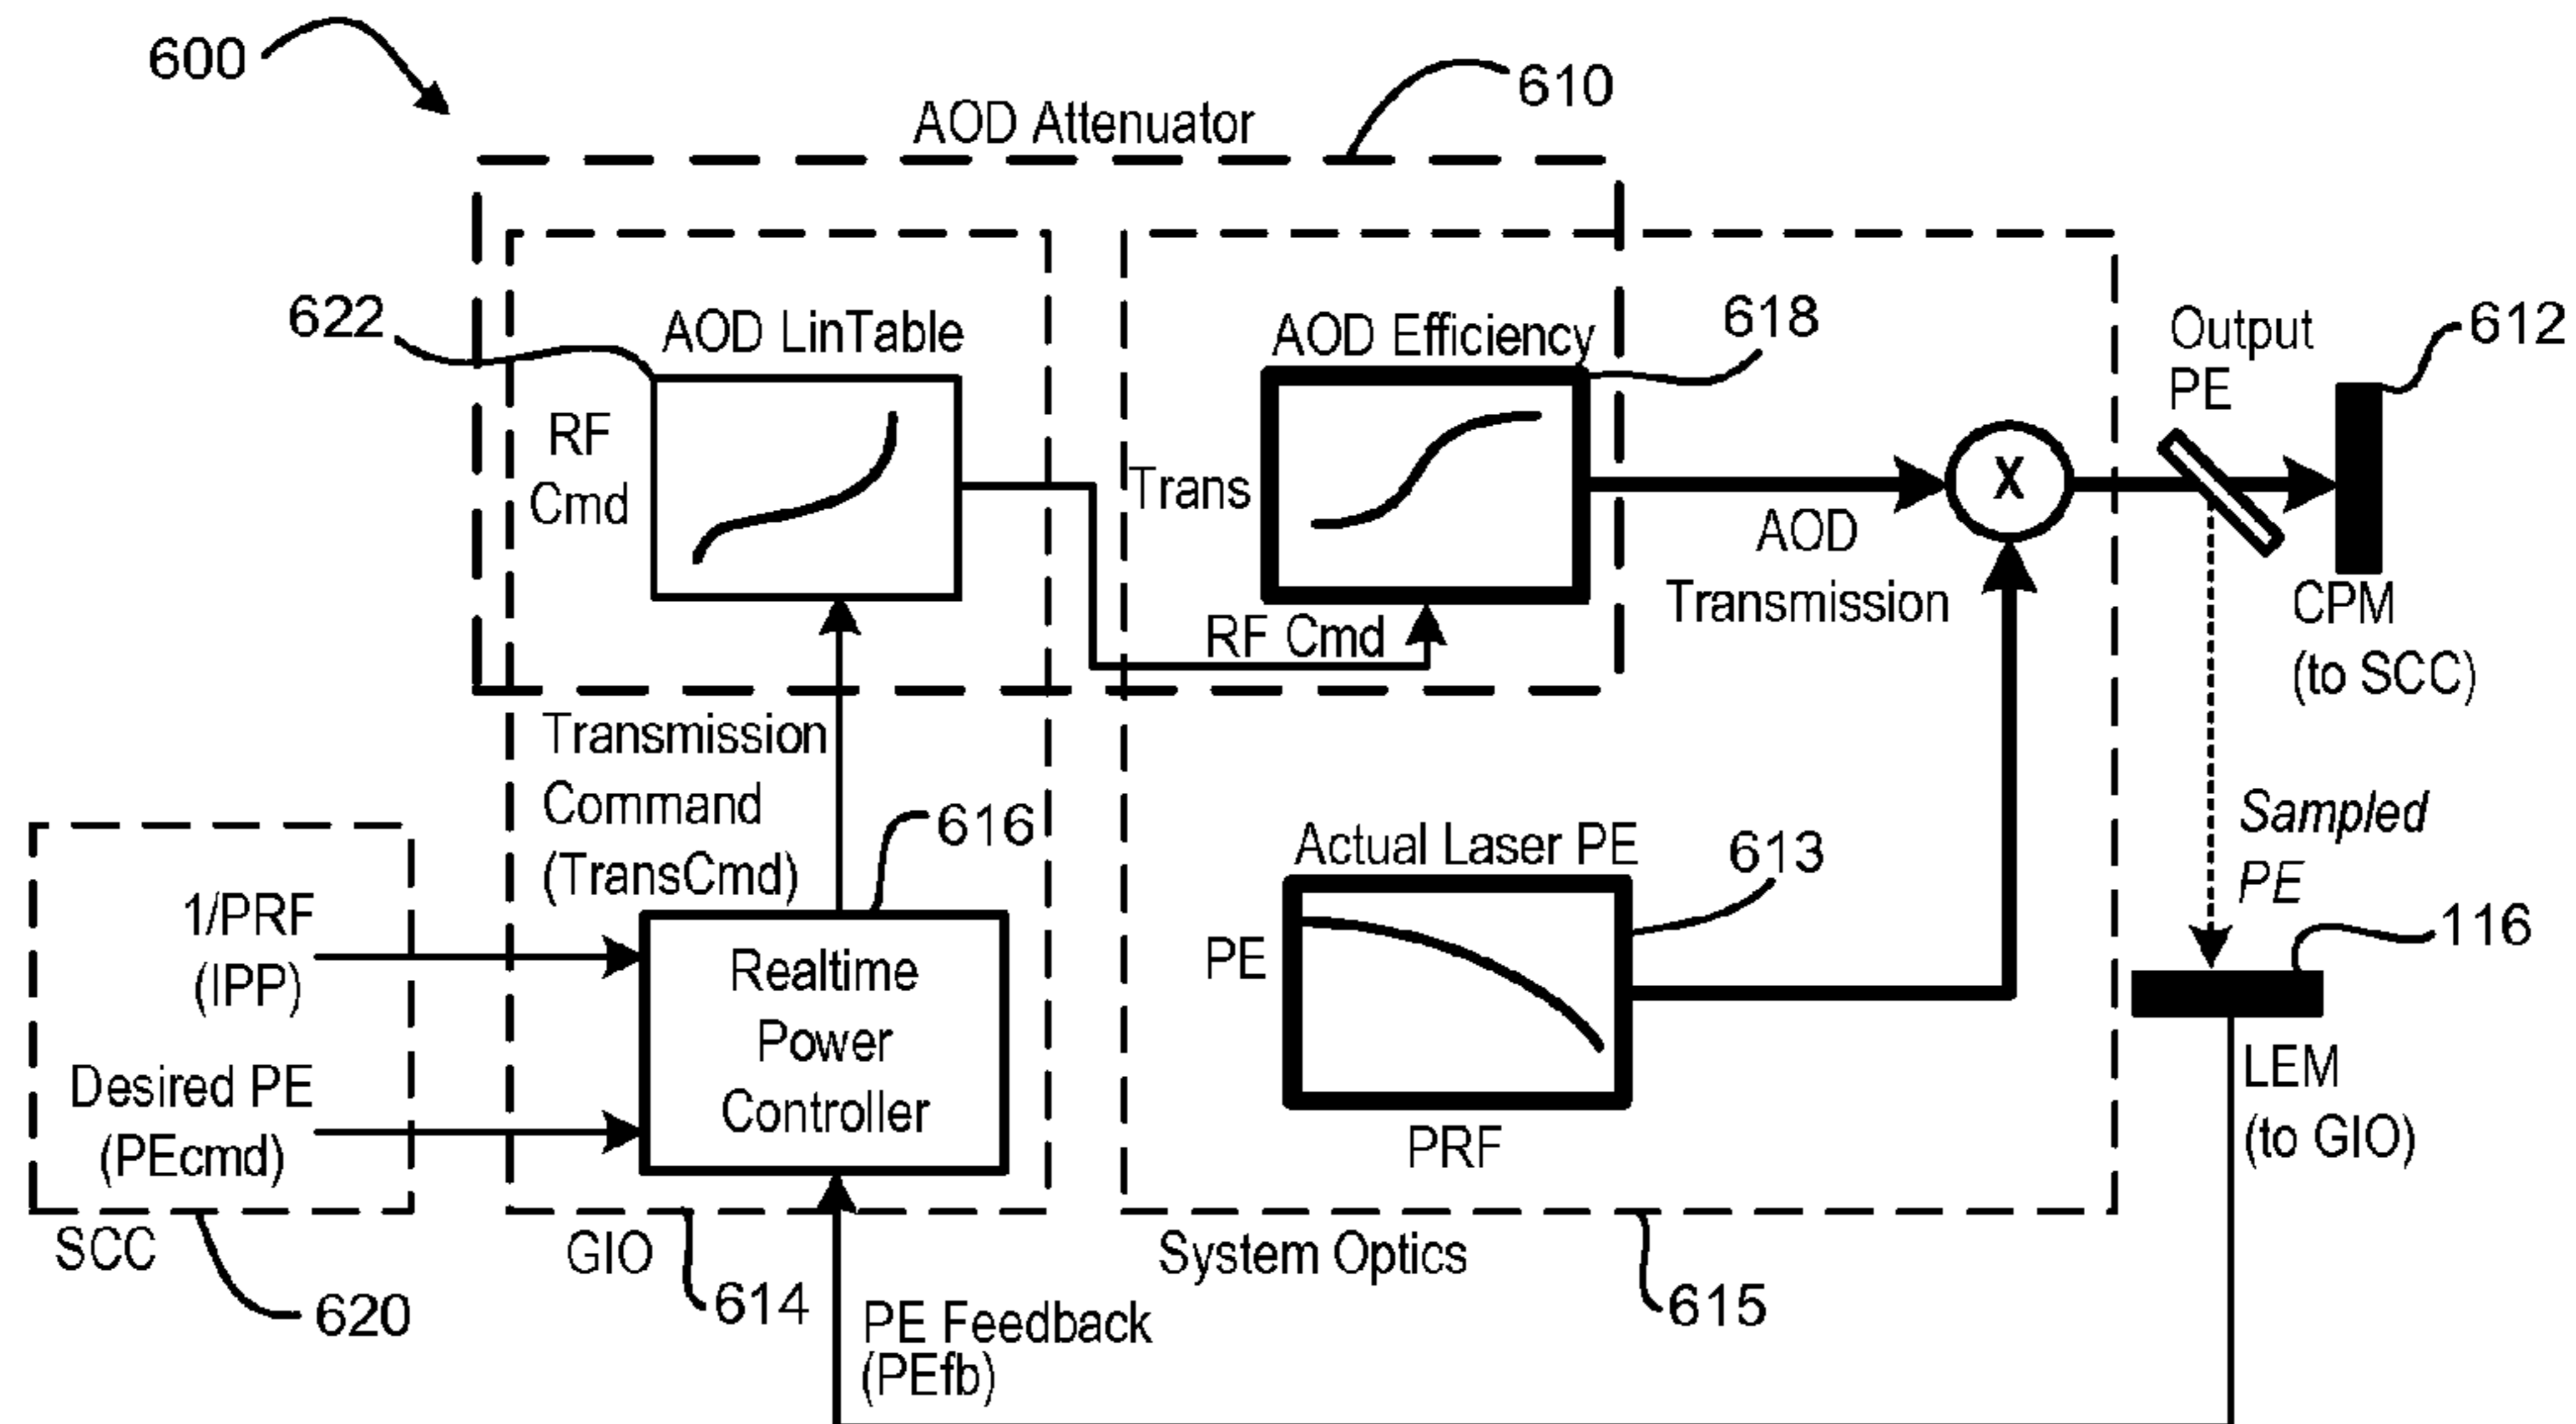 600
610
AOD Attenuator
622
AOD LinTable
RF
Cmd
AOD Efficiency
618
Trans
RF Cmd
AOD
Transmission
X
Output
PE
612
CPM
(to SCC)
Transmission
Command
(TransCmd)
616
1/PRF
(IPP)
Desired PE
(PEcmd)
Realtime
Power
Controller
Actual Laser PE
613
PE
PRF
Sampled
PE
116
LEM
(to GIO)
SCC
620
GIO
614
System Optics
615
PE Feedback
(PEfb)